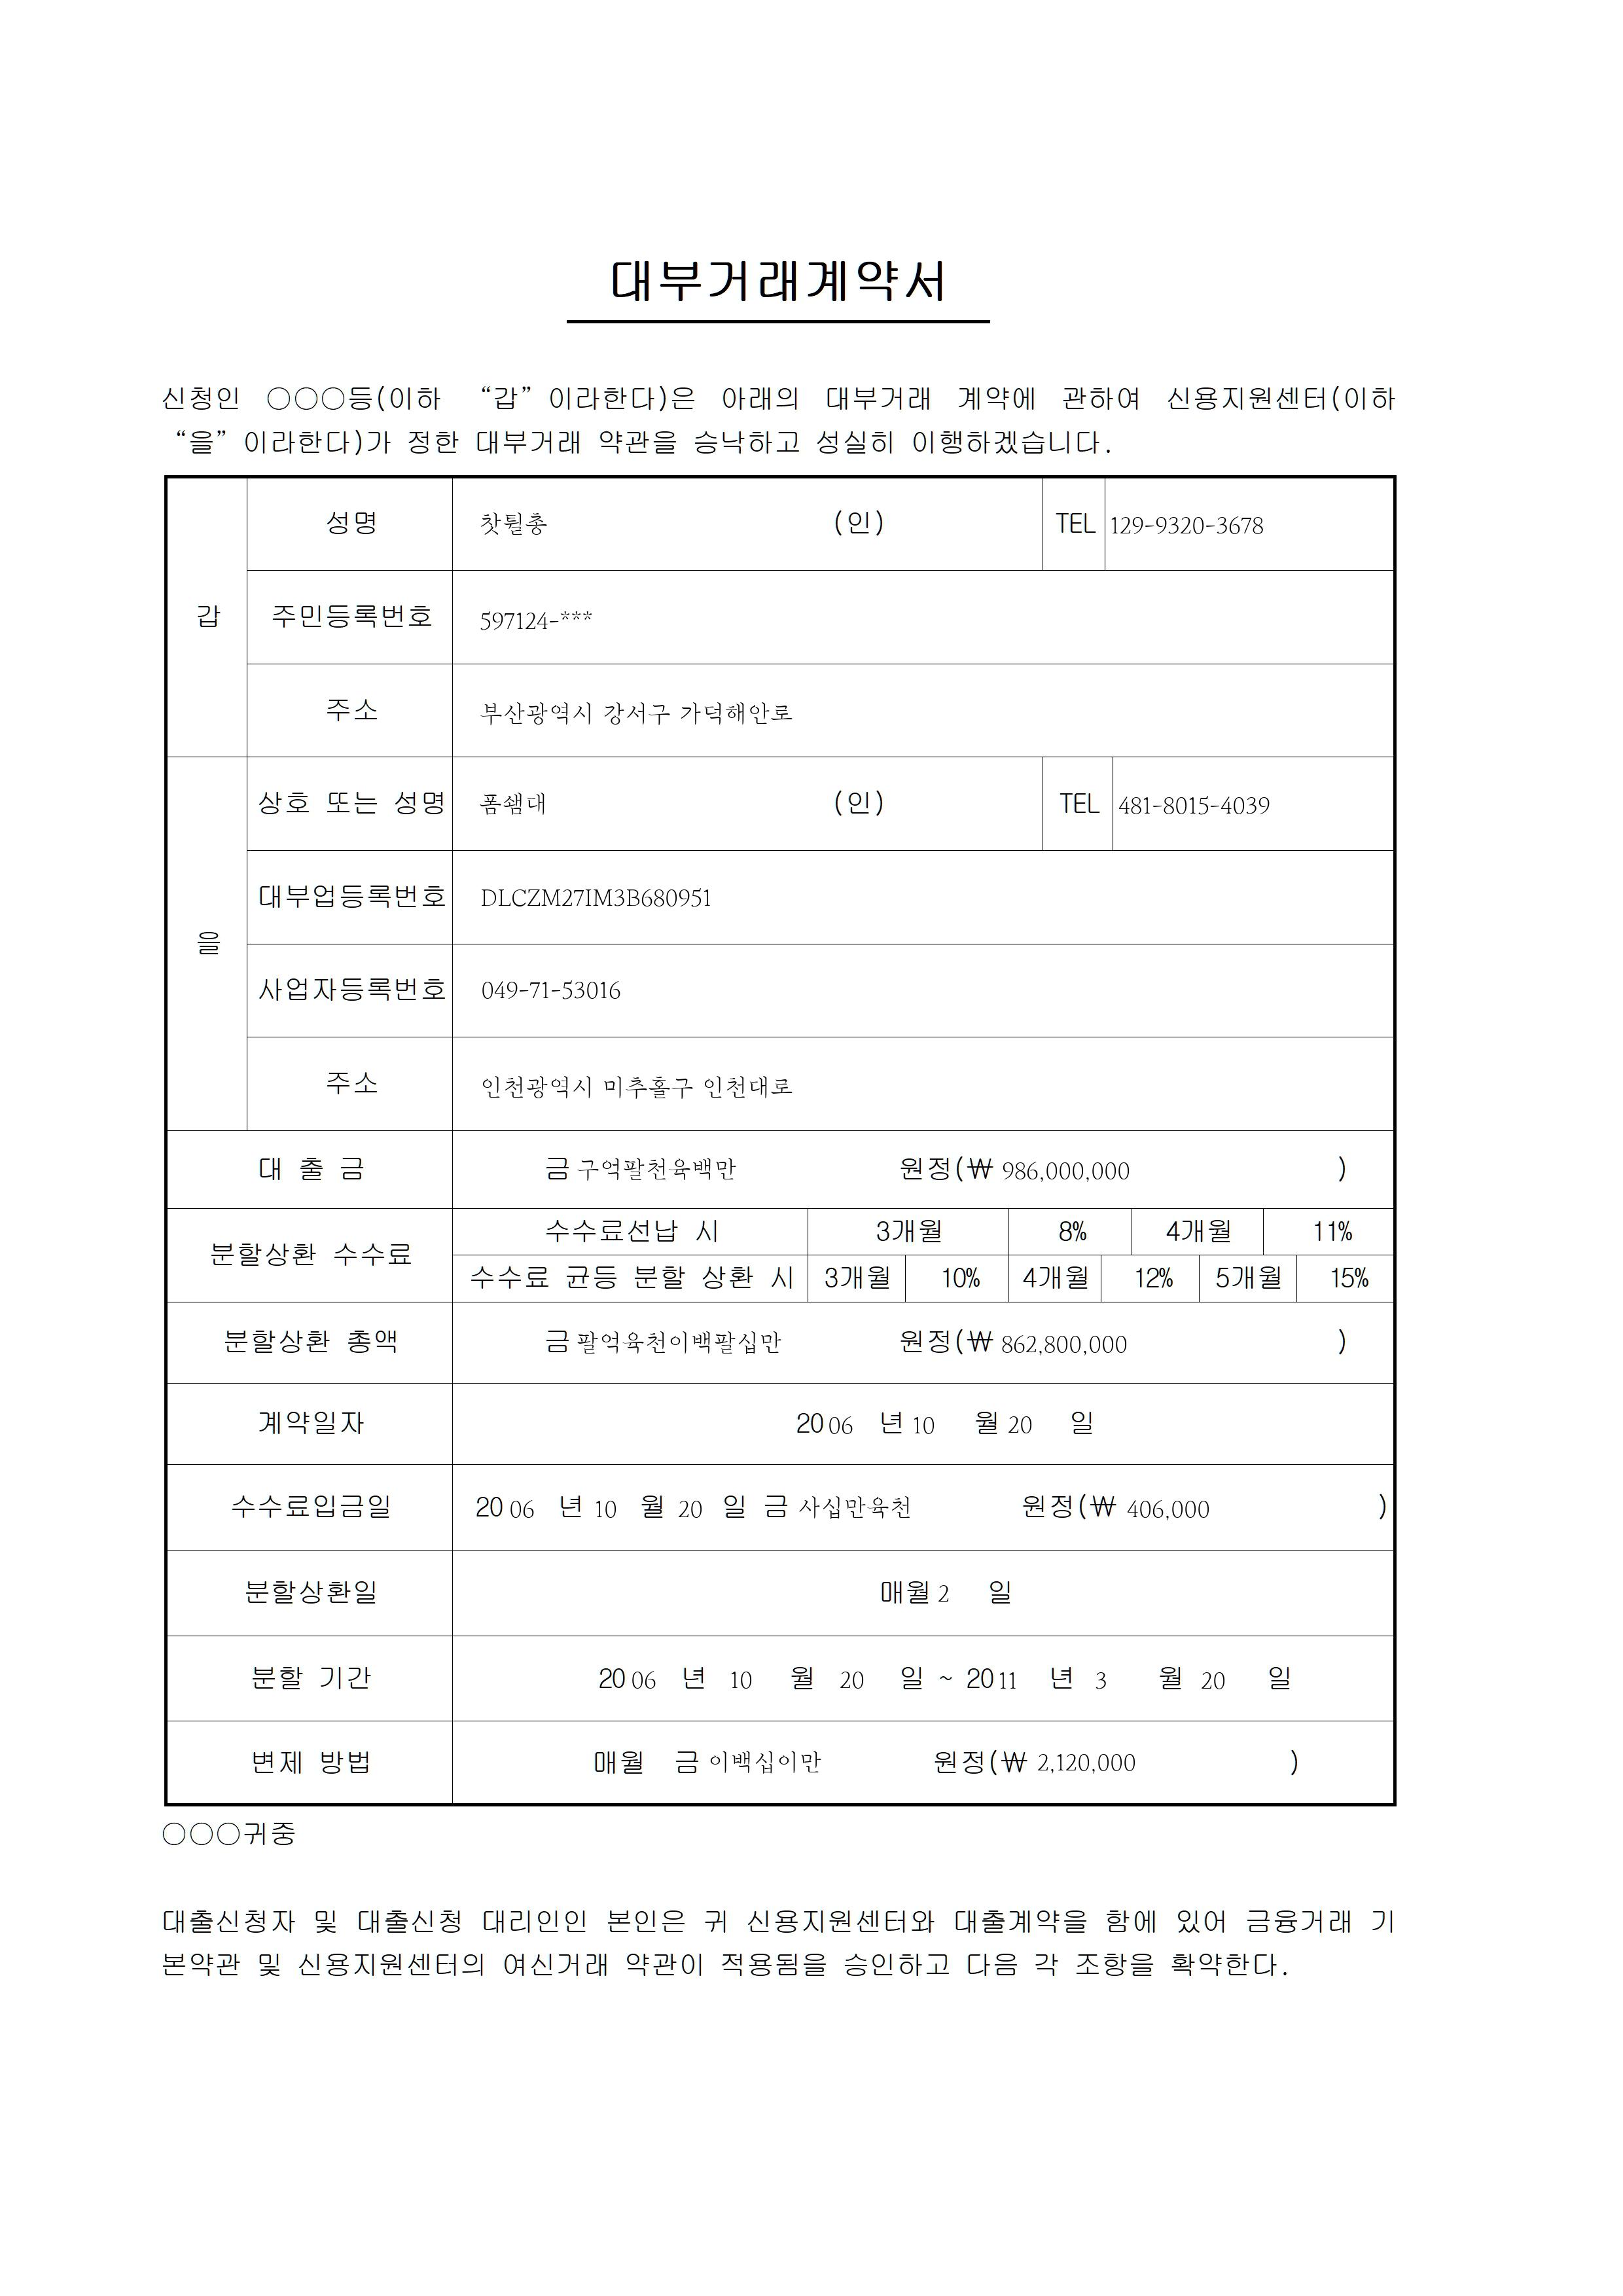 대부거래계약서
신청인 ○○○등(이하 “갑”이라한다)은 아래의 대부거래 계약에 관하여 신용지원센터(이하
“을”이라한다)가 정한 대부거래 약관을 승낙하고 성실히 이행하겠습니다.
갑
성명 찻튈총 (인) TEL 129-9320-3678
주민등록번호 597124-***
주소 부산광역시 강서구 가덕해안로
을
상호 또는 성명 폼쇔대 (인) TEL 481-8015-4039
대부업등록번호 DLCZM27IM3B680951
사업자등록번호 049-71-53016
주소 인천광역시 미추홀구 인천대로
대 출 금 금 구억팔천육백만 원정(₩ 986,000,000 )
분할상환 수수료
수수료선납 시 3개월 8% 4개월 11%
수수료 균등 분할 상환 시 3개월 10% 4개월 12% 5개월 15%
분할상환 총액 금 팔억육천이백팔십만 원정(₩ 862,800,000 )
계약일자 2006 년 10 월 20 일
수수료입금일 2006 년 10 월 20 일 금 사십만육천 원정(₩ 406,000 )
분할상환일 매월 2 일
분할 기간 2006 년 10 월 20 일 ~ 2011 년 3 월 20 일
변제 방법 매월 금 이백십이만 원정(₩ 2,120,000 )
○○○귀중
대출신청자 및 대출신청 대리인인 본인은 귀 신용지원센터와 대출계약을 함에 있어 금융거래 기
본약관 및 신용지원센터의 여신거래 약관이 적용됨을 승인하고 다음 각 조항을 확약한다.